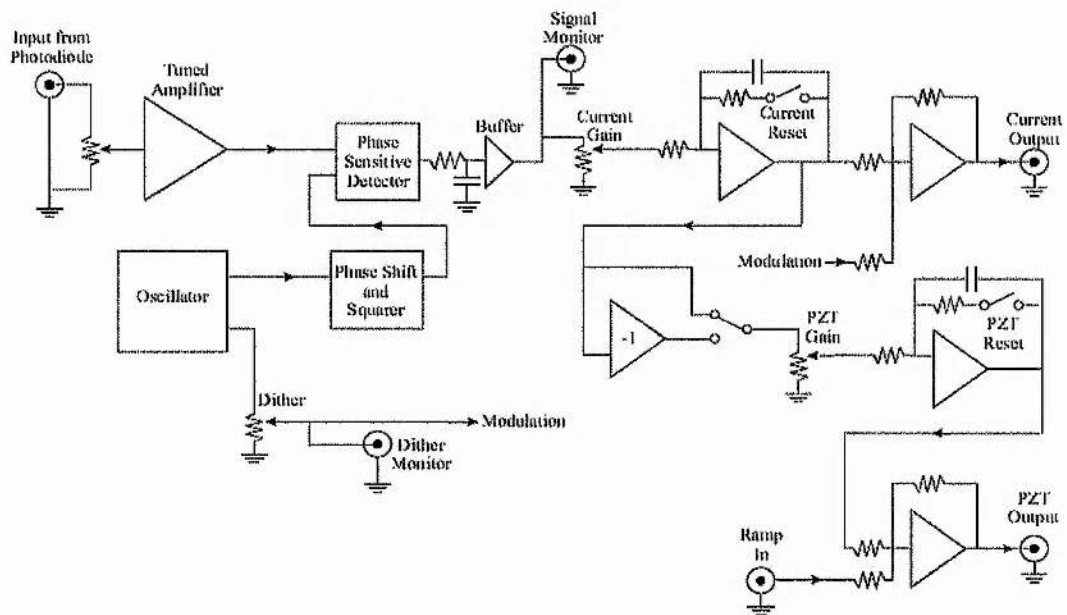 Input from
Photodiode
Tuned
Amplifier
Phase
Sensitive
Detector
Buffer
Signal
Monitor
Current
Gain
Current
Reset
Current
Output
Oscillator
Phase Shift
and
Squarer
Modulation
-1
PZT
Gain
PZT
Reset
Dither
Modulation
Dither
Monitor
Ramp
In
PZT
Output